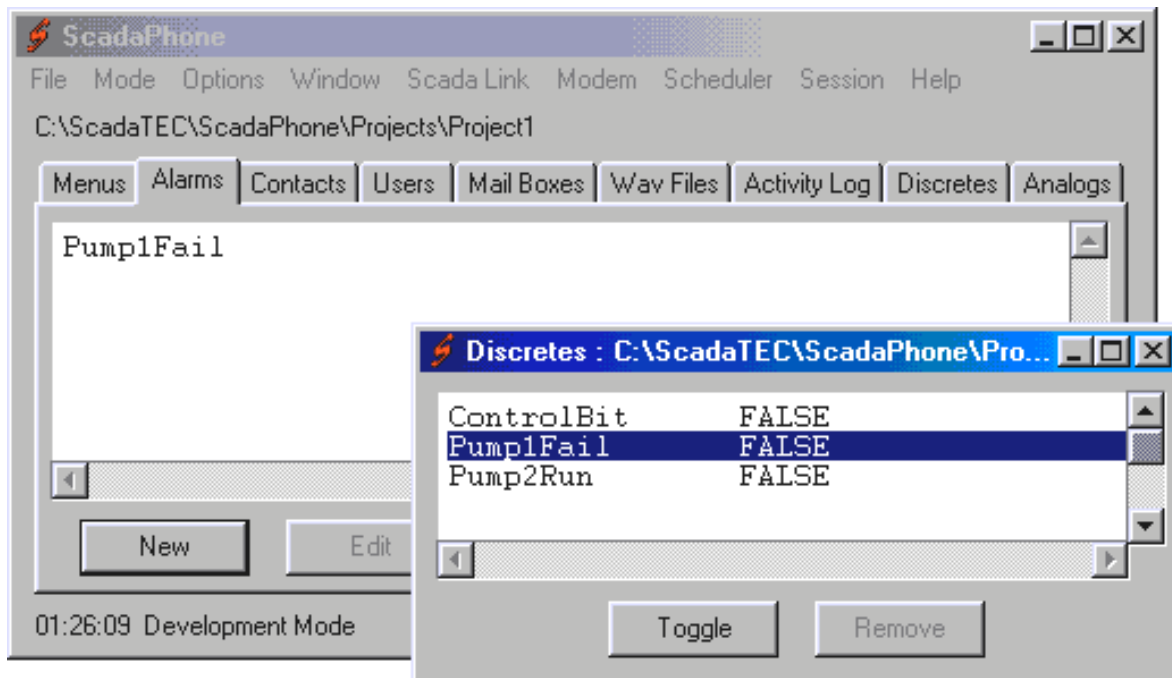 ScadaPhone
File Mode Options Window Scada Link Modem Scheduler Session Help
C:\ScadaTEC\ScadaPhone\Projects\Project1
Menus Alarms Contacts Users Mail Boxes Wav Files Activity Log Discretes Analogs
Pump1Fail
Discretes : C:\ScadaTEC\ScadaPhone\Pro...
ControlBit FALSE
Pump1Fail FALSE
Pump2Run FALSE
New Edit
Toggle Remove
01:26:09 Development Mode